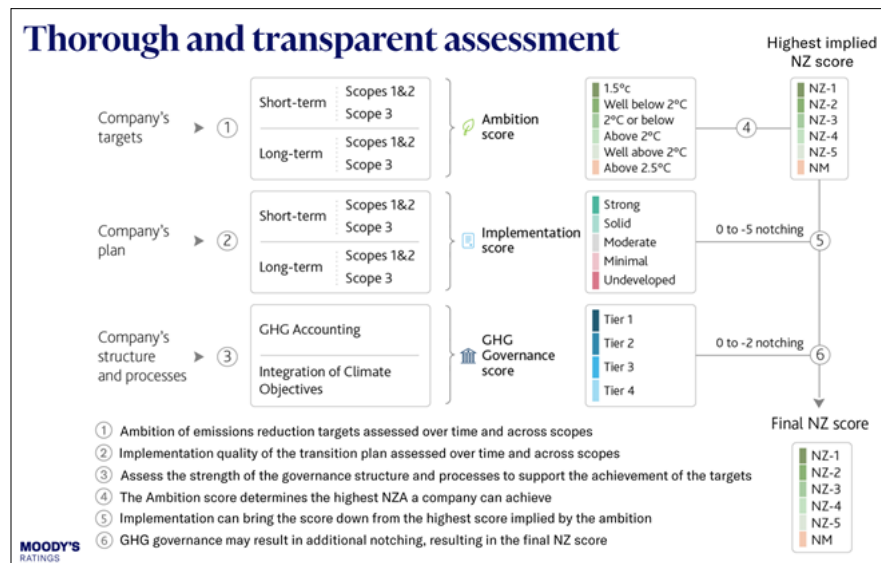 Thorough and transparent assessment
Highest implied
NZ score
Company's
targets
1
Short-term
Scopes 1&2
Scope 3
Long-term
Scopes 1&2
Scope 3
Ambition
score
1.5°c
Well below 2°C
2°C or below
Above 2°C
Well above 2°C
Above 2.5°C
4
NZ-1
NZ-2
NZ-3
NZ-4
NZ-5
NM
Company's
plan
2
Short-term
Scopes 1&2
Scope 3
Long-term
Scopes 1&2
Scope 3
Implementation
score
Strong
Solid
Moderate
Minimal
Undeveloped
0 to -5 notching
5
Company's
structure
and processes
3
GHG Accounting
Integration of Climate
Objectives
GHG
Governance
score
Tier 1
Tier 2
Tier 3
Tier 4
0 to -2 notching
6
Final NZ score
NZ-1
NZ-2
NZ-3
NZ-4
NZ-5
NM
1 Ambition of emissions reduction targets assessed over time and across scopes
2 Implementation quality of the transition plan assessed over time and across scopes
3 Assess the strength of the governance structure and processes to support the achievement of the targets
4 The Ambition score determines the highest NZA a company can achieve
5 Implementation can bring the score down from the highest score implied by the ambition
6 GHG governance may result in additional notching, resulting in the final NZ score
MOODY'S
RATINGS